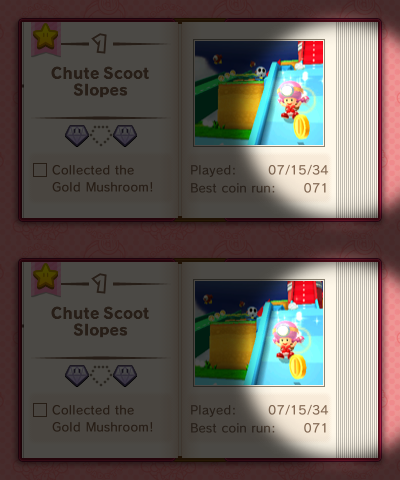 1
Chute Scoot
Slopes
Collected the
Gold Mushroom!
Played: 07/15/34
Best coin run: 071
1
Chute Scoot
Slopes
Collected the
Gold Mushroom!
Played: 07/15/34
Best coin run: 071